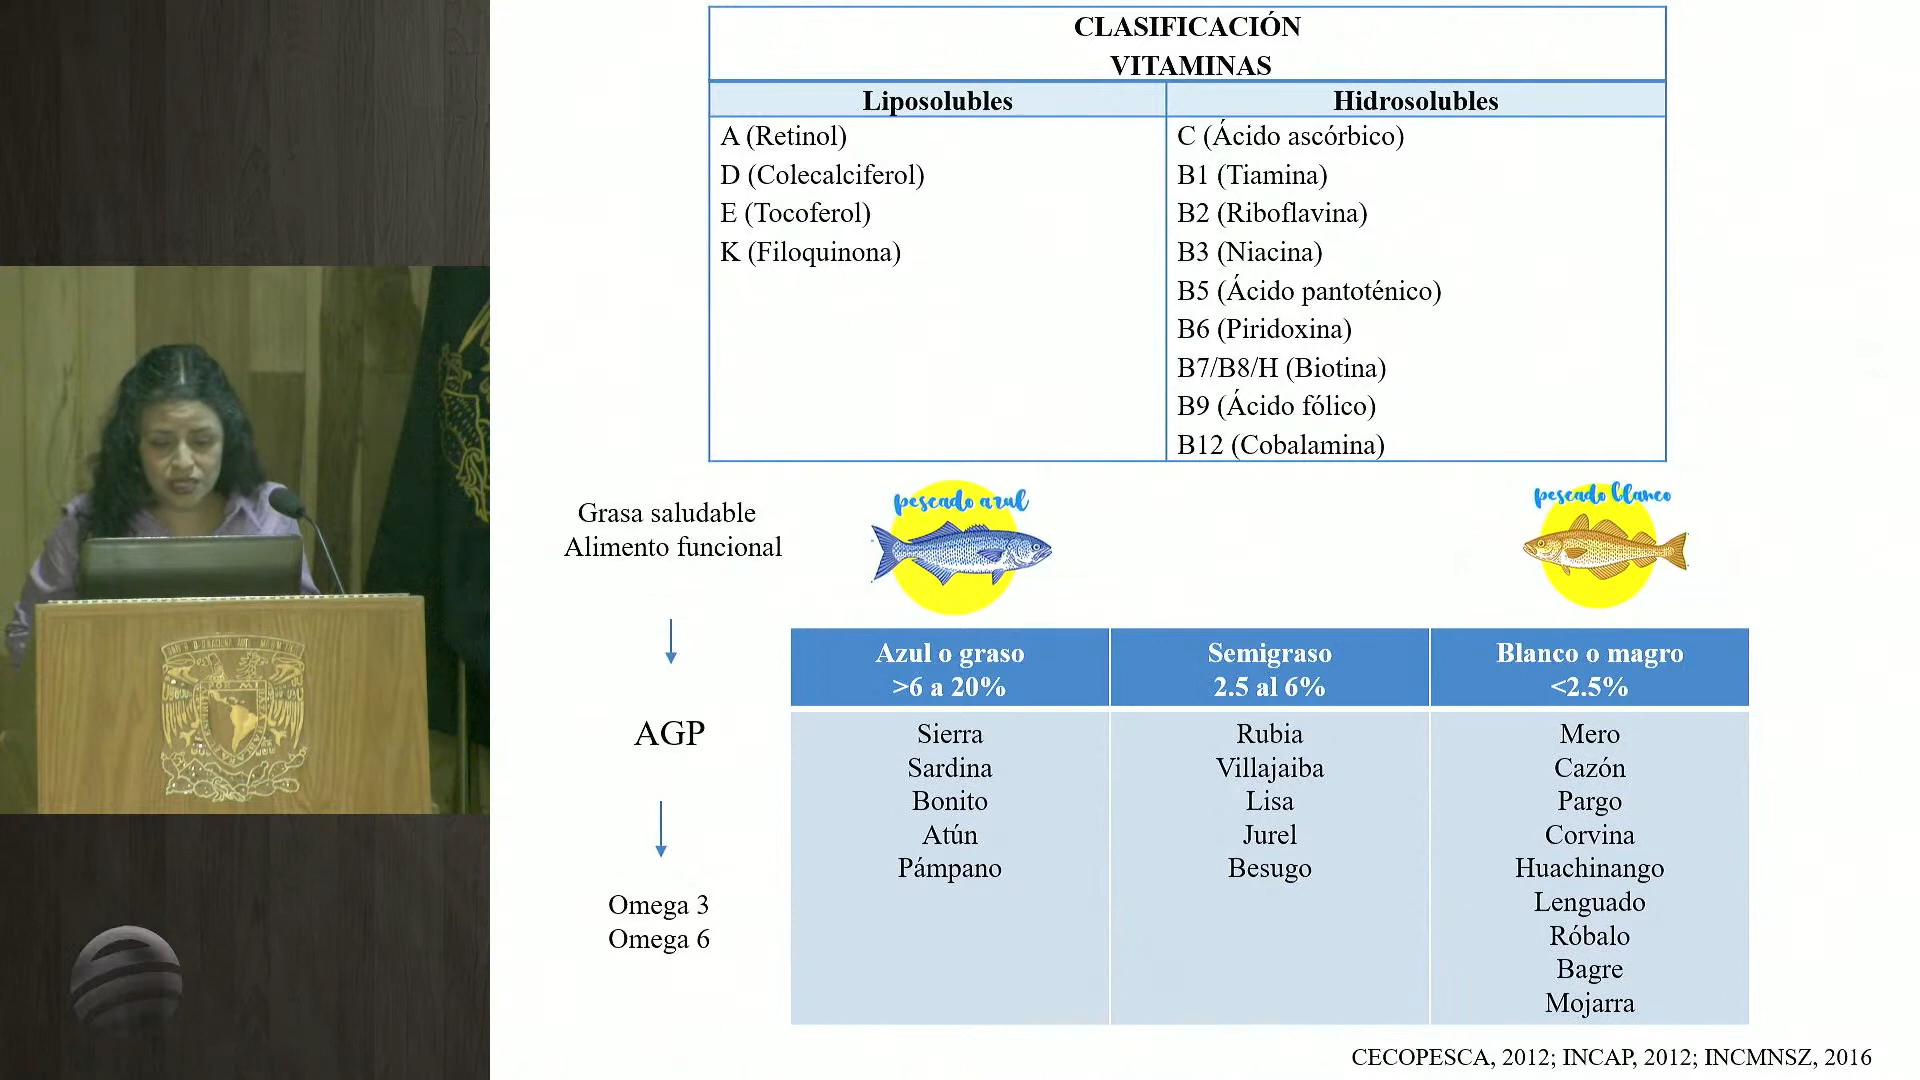 CLASIFICACIÓN
VITAMINAS
Liposolubles
Hidrosolubles
A (Retinol)
D (Colecalciferol)
E (Tocoferol)
K (Filoquinona)
C (Ácido ascórbico)
B1 (Tiamina)
B2 (Riboflavina)
B3 (Niacina)
B5 (Ácido pantoténico)
B6 (Piridoxina)
B7/B8/H (Biotina)
B9 (Ácido fólico)
B12 (Cobalamina)
Grasa saludable
Alimento funcional
AGP
Omega 3
Omega 6
pescado azul
pescado blanco
Azul o graso
>6 a 20%
Semigraso
2.5 al 6%
Blanco o magro
<2.5%
Sierra
Sardina
Bonito
Atún
Pámpano
Rubia
Villajaiba
Lisa
Jurel
Besugo
Mero
Cazón
Pargo
Corvina
Huachinango
Lenguado
Róbalo
Bagre
Mojarra
CECOPESCA, 2012; INCAP, 2012; INCMNSZ, 2016